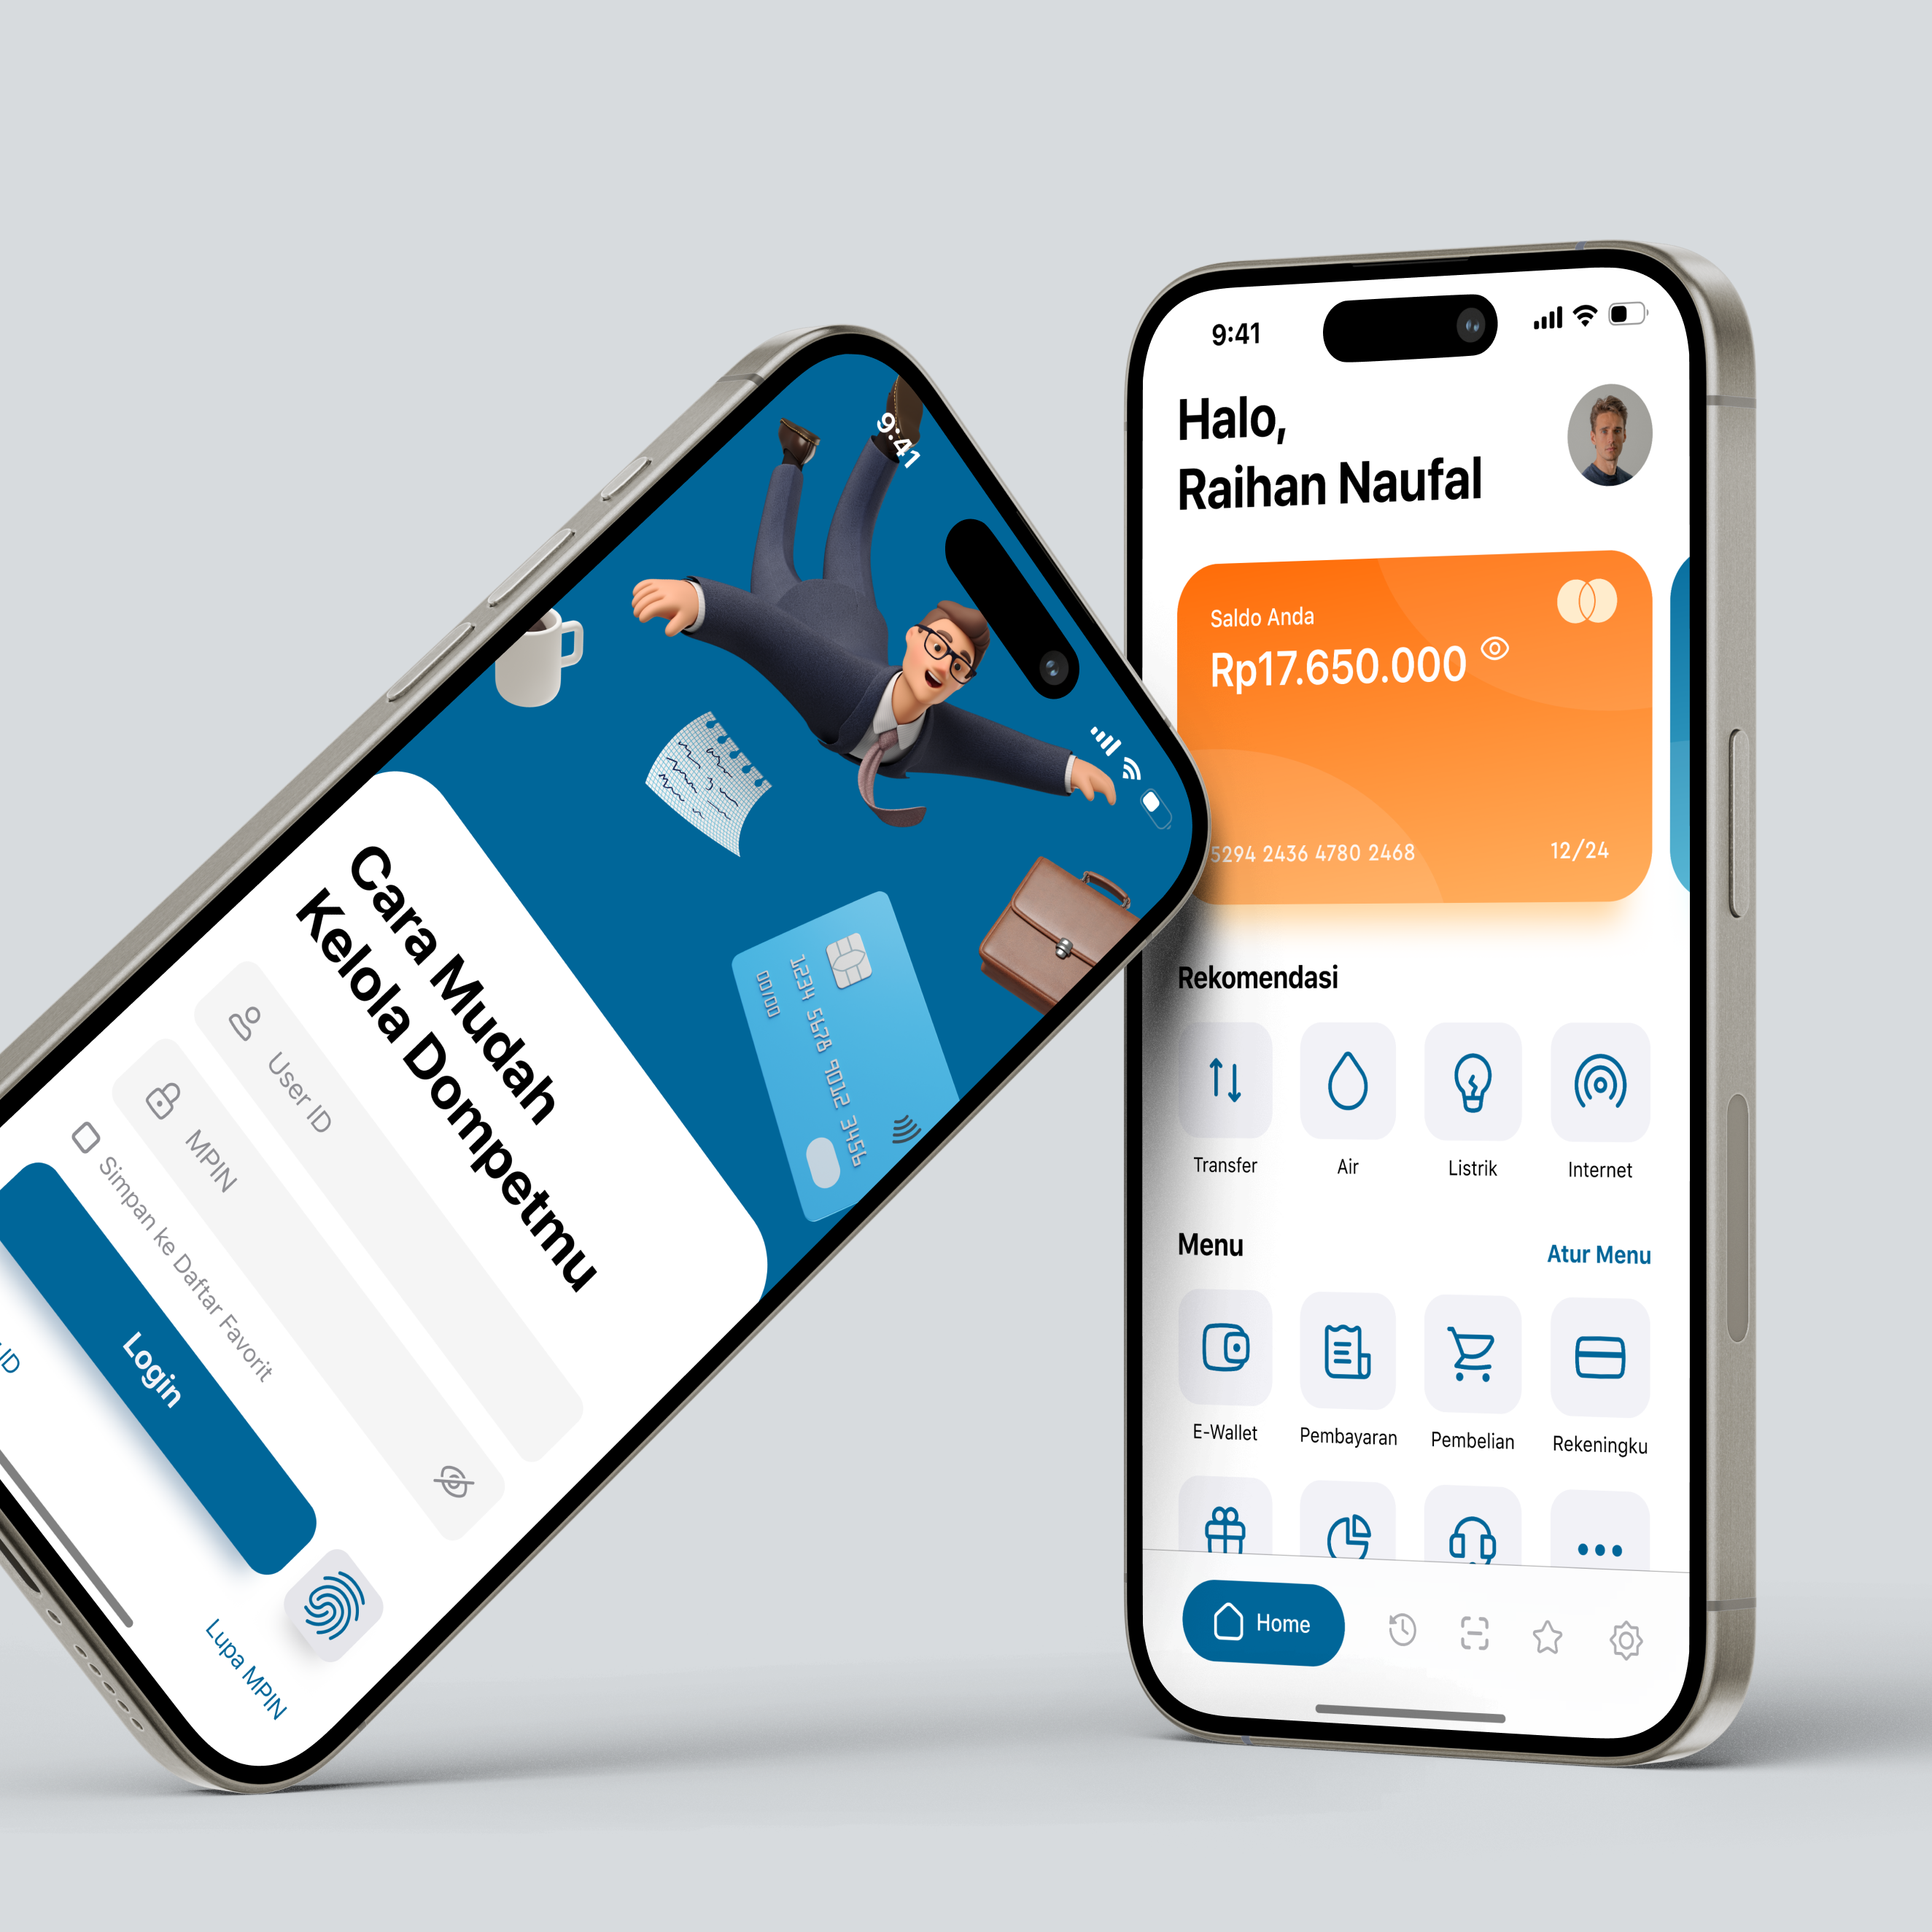 9:41
Cara Mudah
Kelola Dompetmu
User ID
MPIN
Simpan ke Daftar Favorit
Login
ID
Lupa MPIN
1234 5678 9012 3456
00/00
9:41
Halo,
Raihan Naufal
Saldo Anda
Rp17.650.000
5294 2436 4780 2468
12/24
Rekomendasi
Transfer
Air
Listrik
Internet
Menu
Atur Menu
E-Wallet
Pembayaran
Pembelian
Rekeningku
Home